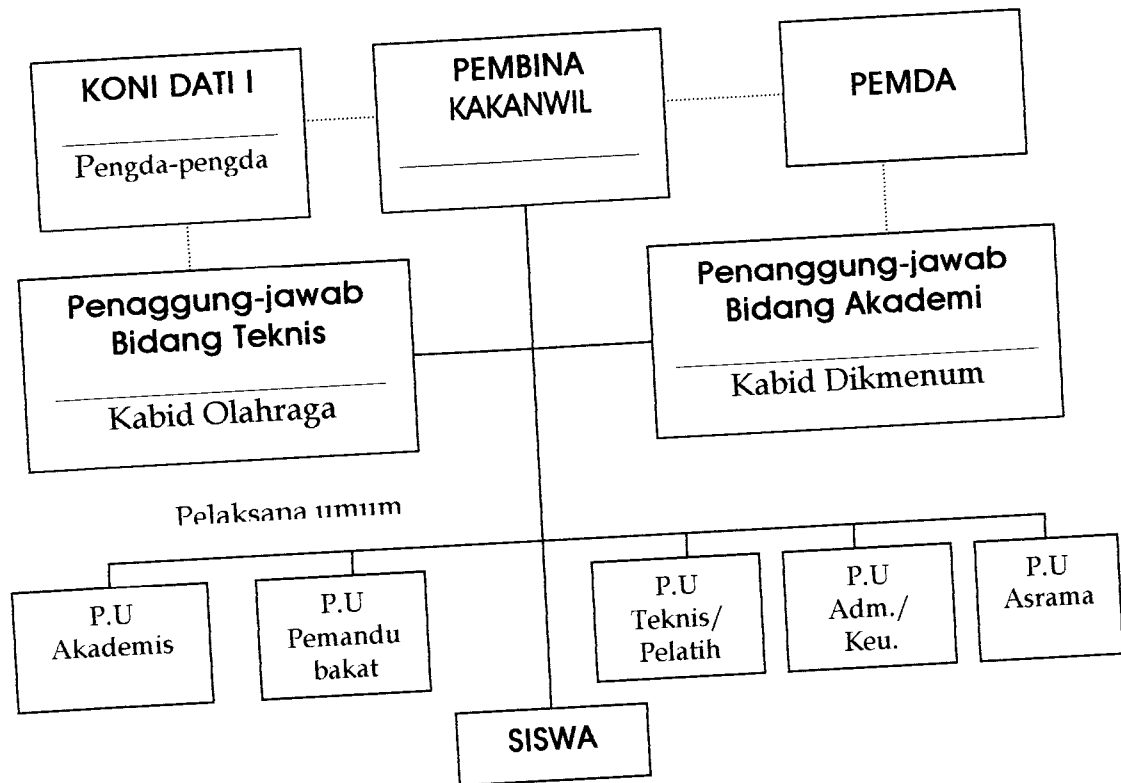 KONI DATI I
Pengda-pengda
PEMBINA
KAKANWIL
PEMDA
Penaggung-jawab
Bidang Teknis
Kabid Olahraga
Penanggung-jawab
Bidang Akademi
Kabid Dikmenum
Pelaksana umum
P.U
Akademis
P.U
Pemandu
bakat
P.U
Teknis/
Pelatih
P.U
Adm./
Keu.
P.U
Asrama
SISWA